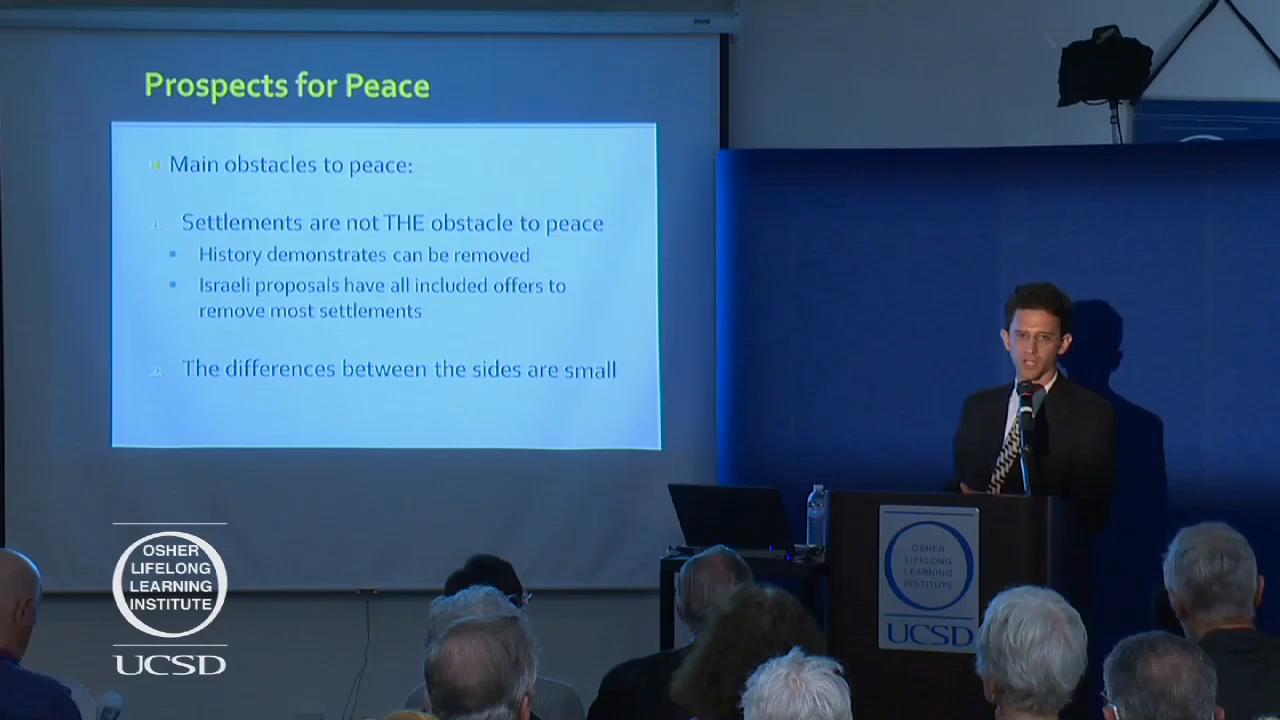 Prospects for Peace
Main obstacles to peace:
1. Settlements are not THE obstacle to peace
History demonstrates can be removed
Israeli proposals have all included offers to
remove most settlements
2. The differences between the sides are small
OSHER
LIFELONG
LEARNING
INSTITUTE
UCSD
OSHER
LIFELONG
LEARNING
INSTITUTE
UCSD